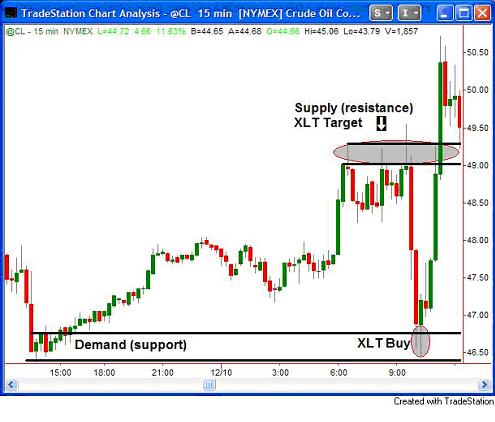 TradeStation Chart Analysis - @CL 15 min [NYMEX] Crude Oil Co...
S
I
@CL - 15 min NYMEX L=44.72 4.66 11.63% B=44.65 A=44.68 O=44.66 Hi=45.06 Lo=43.79 V=1,857
50.50
Supply (resistance)
XLT Target
50.00
49.50
49.00
48.50
48.00
47.50
47.00
Demand (support)
XLT Buy
46.50
15:00 18:00 21:00 12/10 3:00 6:00 9:00
Created with TradeStation